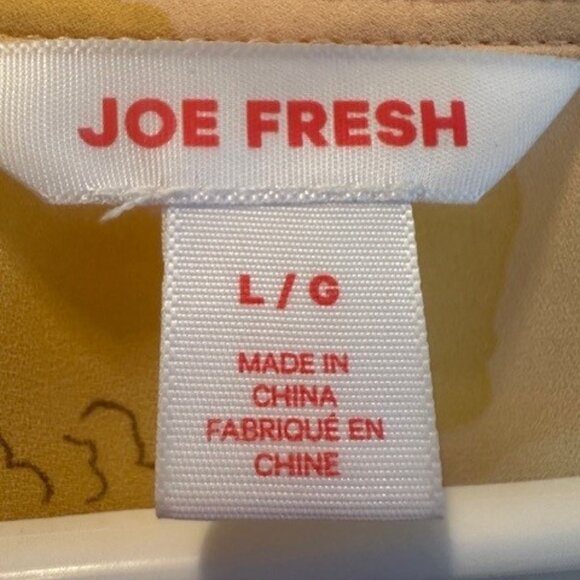 JOE FRESH
L / G
MADE IN
CHINA
FABRIQUÉ EN
CHINE